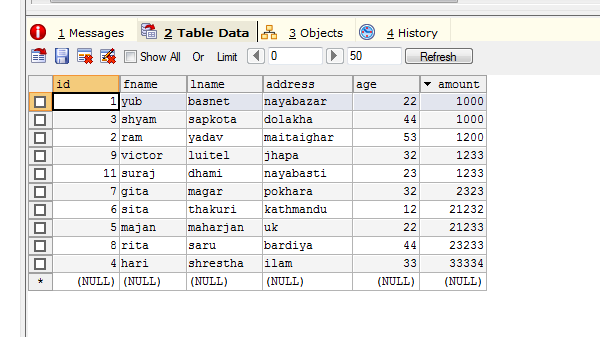 1 Messages 2 Table Data 3 Objects 4 History
Show All Or Limit 0 50 Refresh
id fname lname address age amount
1 yub basnet nayabazar 22 1000
3 shyam sapkota dolakha 44 1000
2 ram yadav maitaighar 53 1200
9 victor luitel jhapa 32 1233
11 suraj dhami nayabasti 23 1233
7 gita magar pokhara 32 2323
6 sita thakuri kathmandu 12 21232
5 majan maharjan uk 22 21233
8 rita saru bardiya 44 23233
4 hari shrestha ilam 33 33334
* (NULL) (NULL) (NULL) (NULL) (NULL) (NULL)